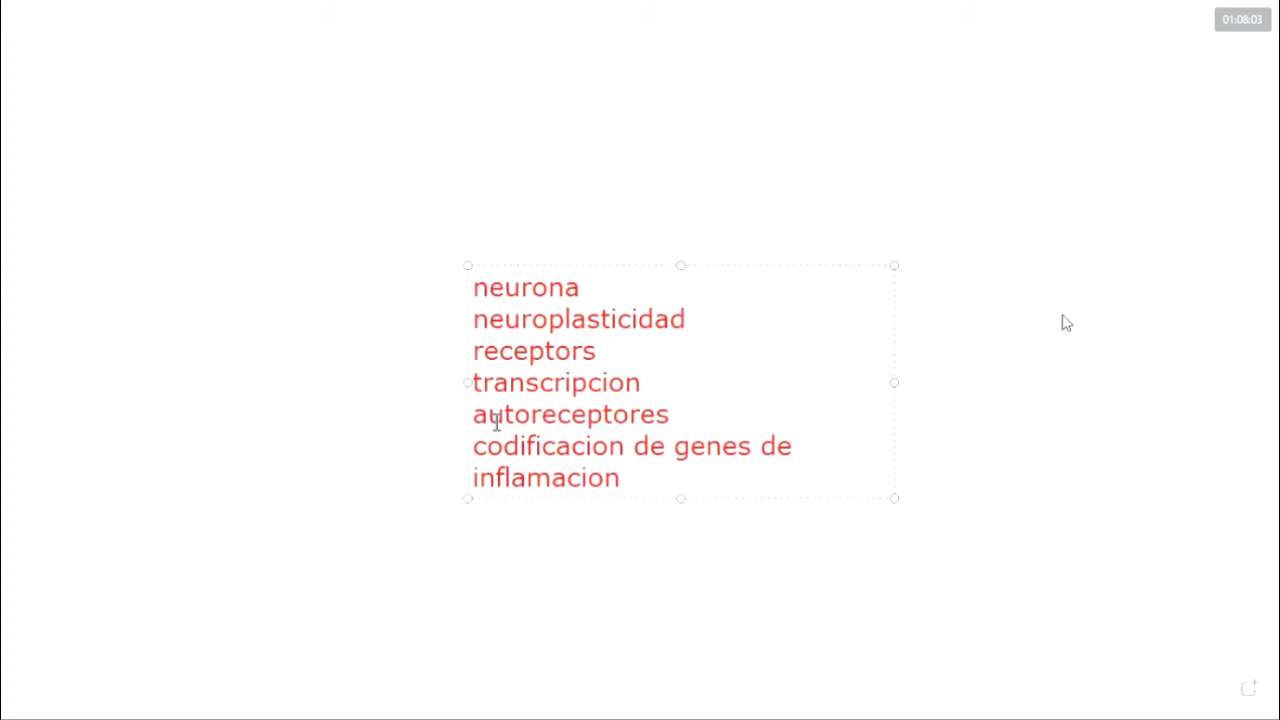 01:08:03
neurona
neuroplasticidad
receptors
transcripcion
autoreceptores
codificacion de genes de
inflamacion